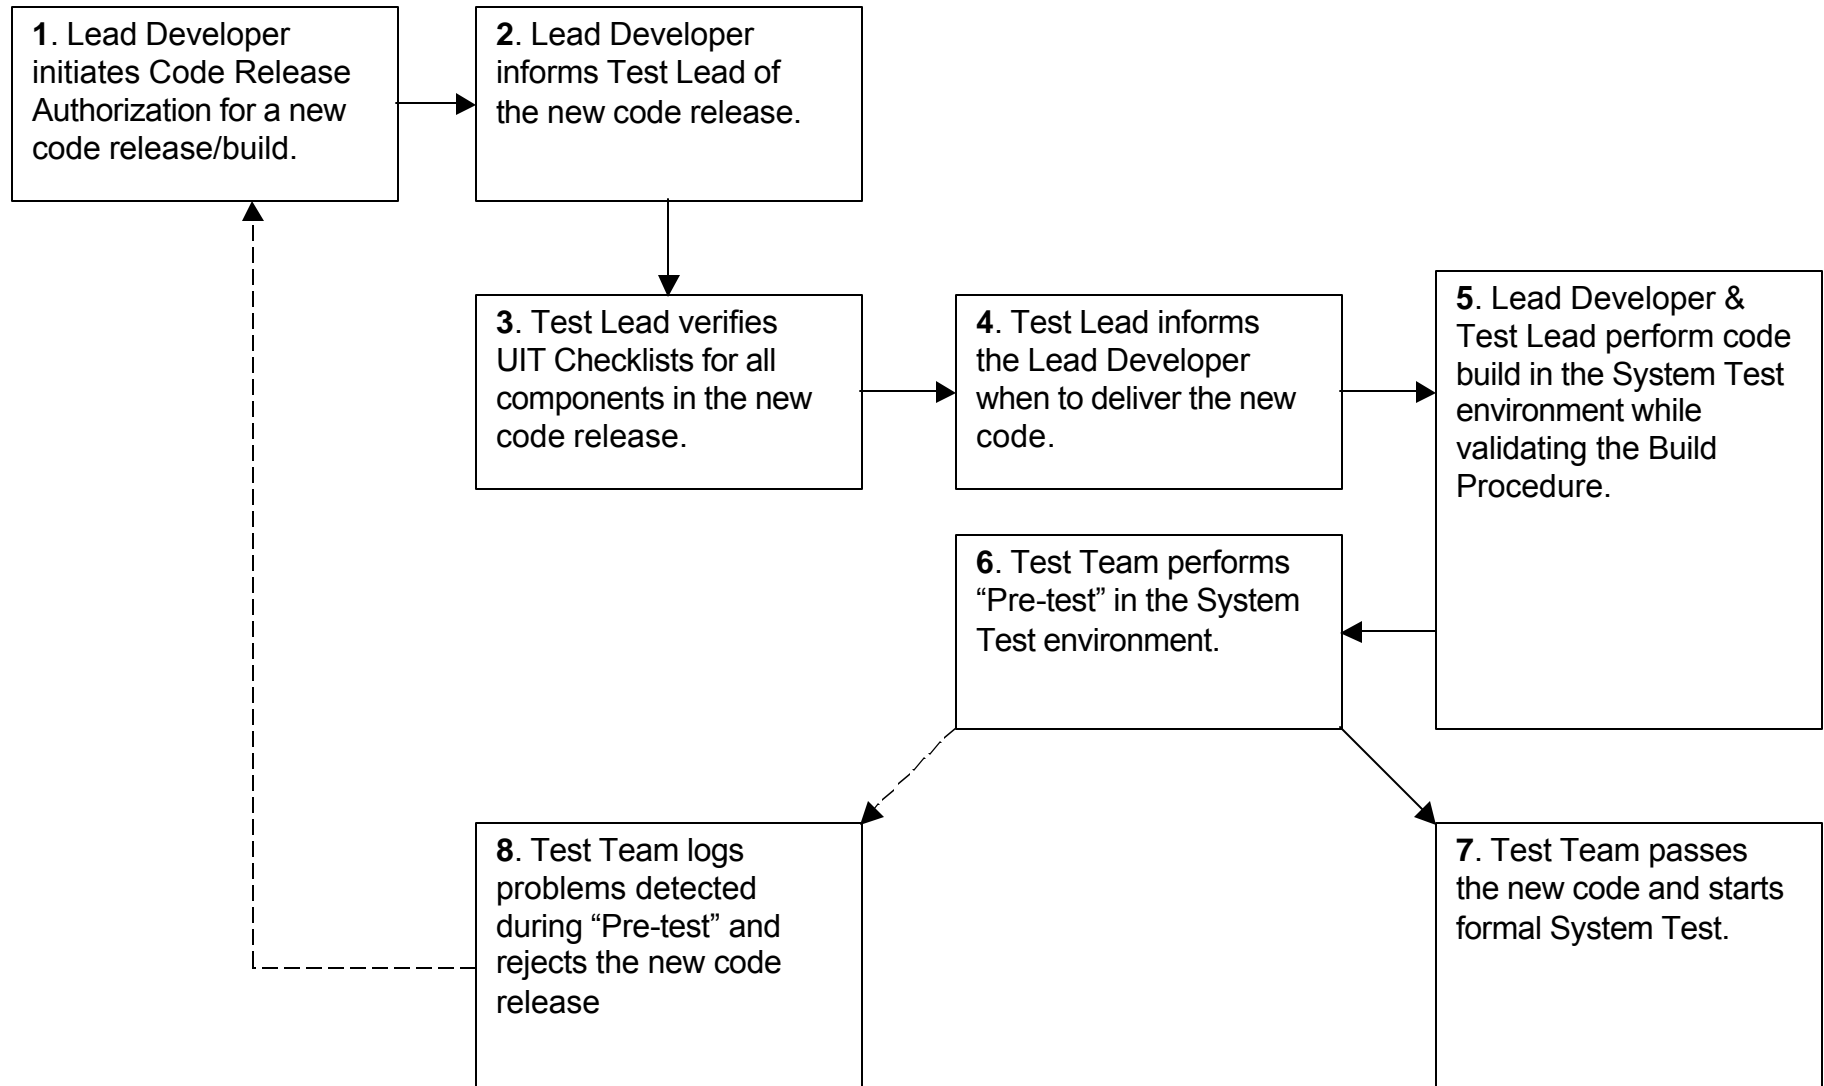 1. Lead Developer
initiates Code Release
Authorization for a new
code release/build.
2. Lead Developer
informs Test Lead of
the new code release.
3. Test Lead verifies
UIT Checklists for all
components in the new
code release.
4. Test Lead informs
the Lead Developer
when to deliver the new
code.
5. Lead Developer &
Test Lead perform code
build in the System Test
environment while
validating the Build
Procedure.
6. Test Team performs
“Pre-test” in the System
Test environment.
7. Test Team passes
the new code and starts
formal System Test.
8. Test Team logs
problems detected
during “Pre-test” and
rejects the new code
release